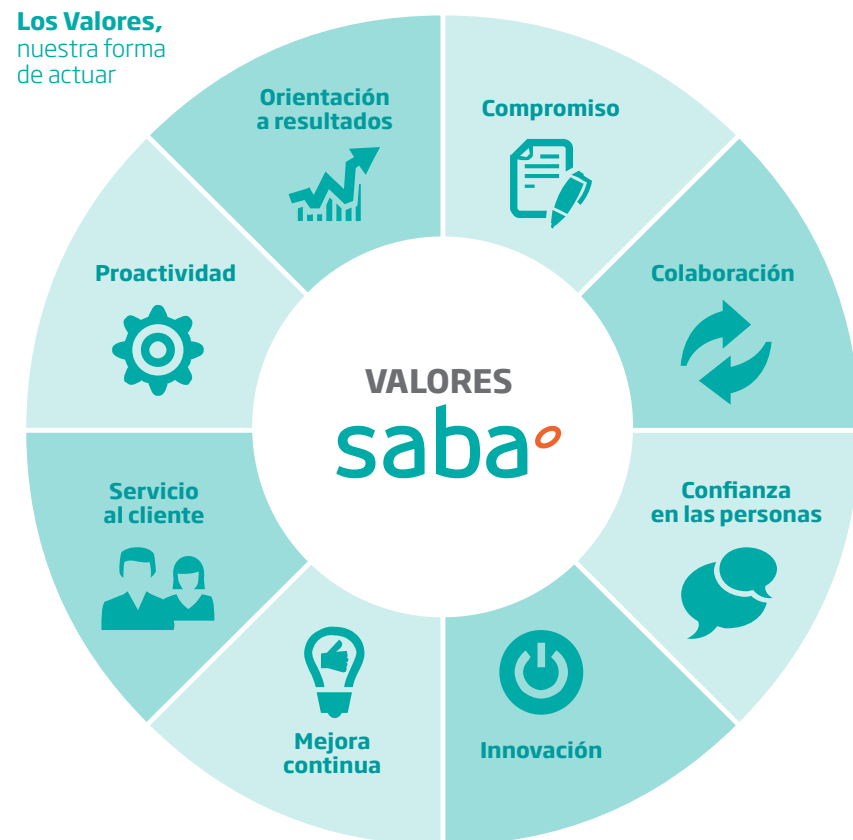 Los Valores,
nuestra forma
de actuar
Orientación
a resultados
Compromiso
Proactividad
Colaboración
VALORES
saba
Servicio
al cliente
Confianza
en las personas
Mejora
continua
Innovación